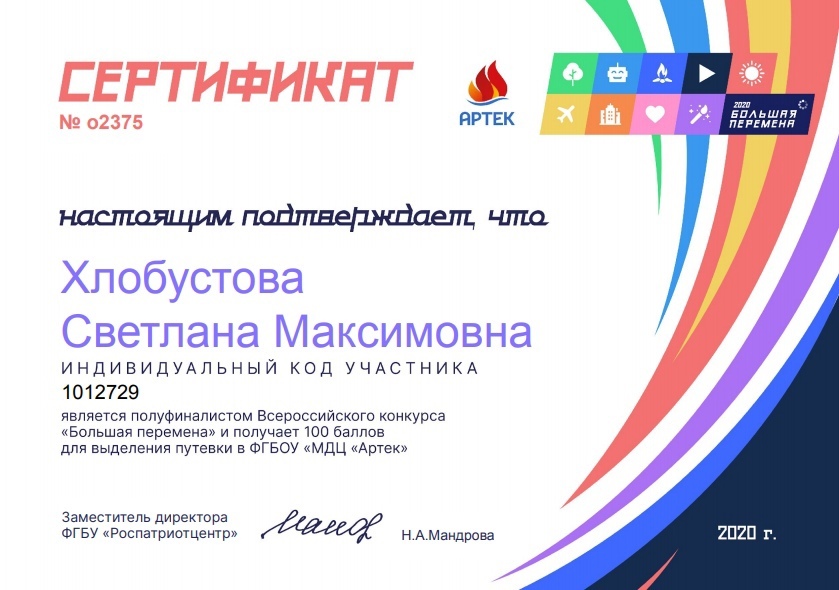 СЕРТИФИКАТ
№ о2375
АРТЕК
2020
БОЛЬШАЯ
ПЕРЕМЕНА
настоящим подтверждает, что
Хлобустова
Светлана Максимовна
ИНДИВИДУАЛЬНЫЙ КОД УЧАСТНИКА
1012729
является полуфиналистом Всероссийского конкурса
«Большая перемена» и получает 100 баллов
для выделения путевки в ФГБОУ «МДЦ «Артек»
Заместитель директора
ФГБУ «Роспатриотцентр»
Н.А.Мандрова
2020 г.